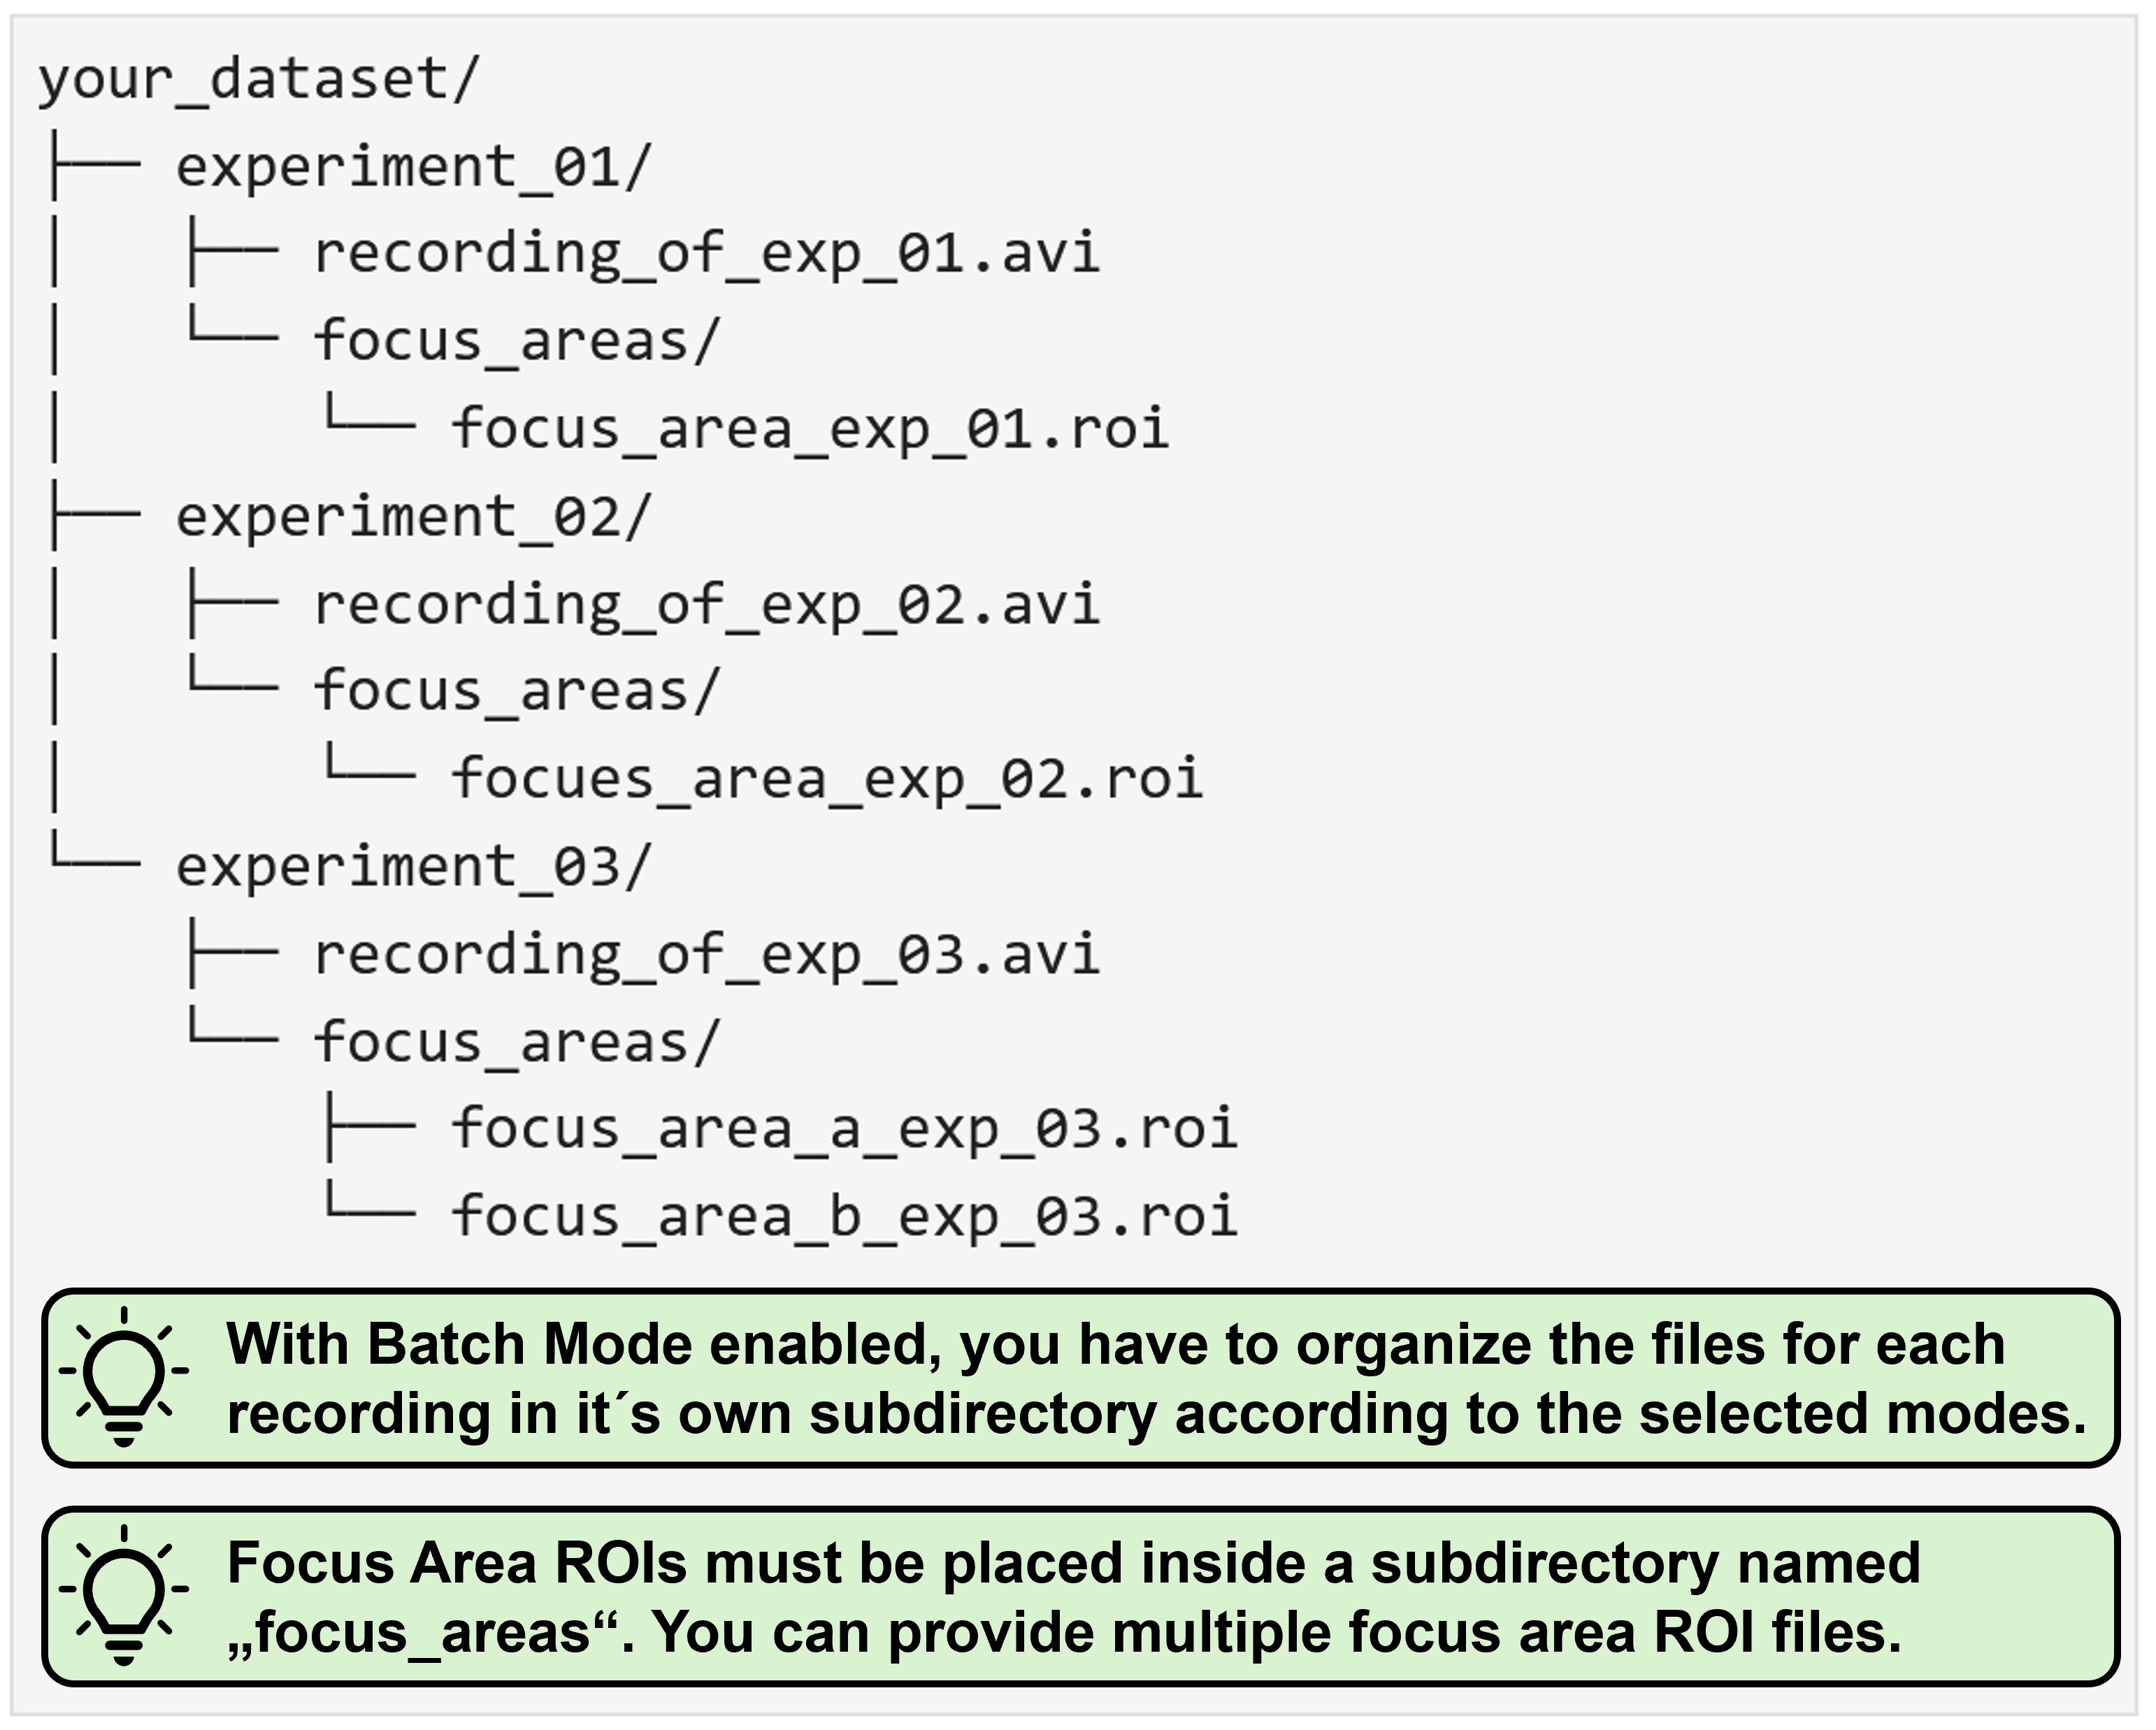 your_dataset/
├── experiment_01/
│   ├── recording_of_exp_01.avi
│   └── focus_areas/
│       └── focus_area_exp_01.roi
├── experiment_02/
│   ├── recording_of_exp_02.avi
│   └── focus_areas/
│       └── focues_area_exp_02.roi
└── experiment_03/
    ├── recording_of_exp_03.avi
    └── focus_areas/
        ├── focus_area_a_exp_03.roi
        └── focus_area_b_exp_03.roi
With Batch Mode enabled, you have to organize the files for each
recording in it´s own subdirectory according to the selected modes.
Focus Area ROIs must be placed inside a subdirectory named
„focus_areas“. You can provide multiple focus area ROI files.